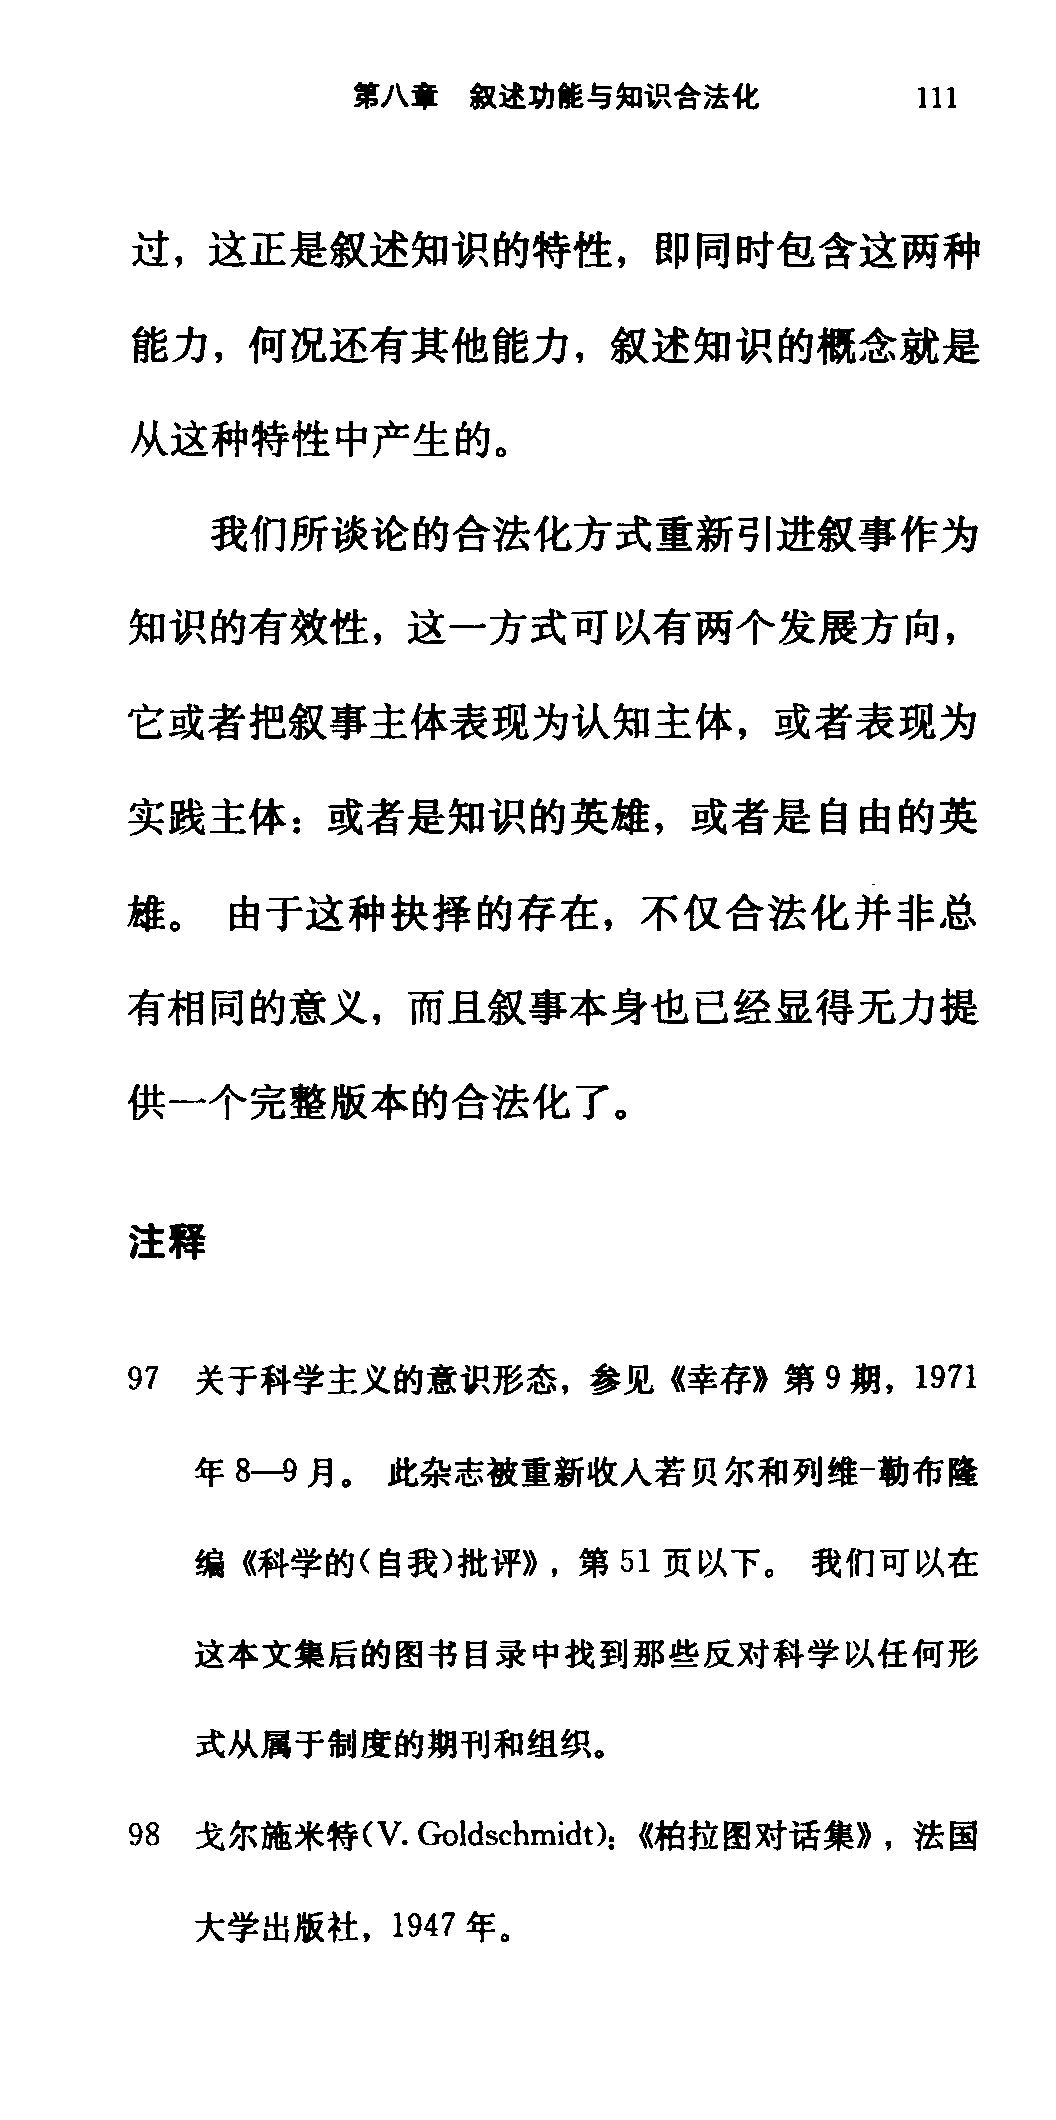 第八章 叙述功能与知识合法化 111
过，这正是叙述知识的特性，即同时包含这两种
能力，何况还有其他能力，叙述知识的概念就是
从这种特性中产生的。
我们所谈论的合法化方式重新引进叙事作为
知识的有效性，这一方式可以有两个发展方向，
它或者把叙事主体表现为认知主体，或者表现为
实践主体：或者是知识的英雄，或者是自由的英
雄。 由于这种抉择的存在，不仅合法化并非总
有相同的意义，而且叙事本身也已经显得无力提
供一个完整版本的合法化了。
注释
97 关于科学主义的意识形态，参见《幸存》第 9 期，1971
年 8—9 月。 此杂志被重新收入若贝尔和列维-勒布隆
编《科学的(自我)批评》，第 51 页以下。 我们可以在
这本文集后的图书目录中找到那些反对科学以任何形
式从属于制度的期刊和组织。
98 戈尔施米特(V. Goldschmidt)：《柏拉图对话集》，法国
大学出版社，1947 年。